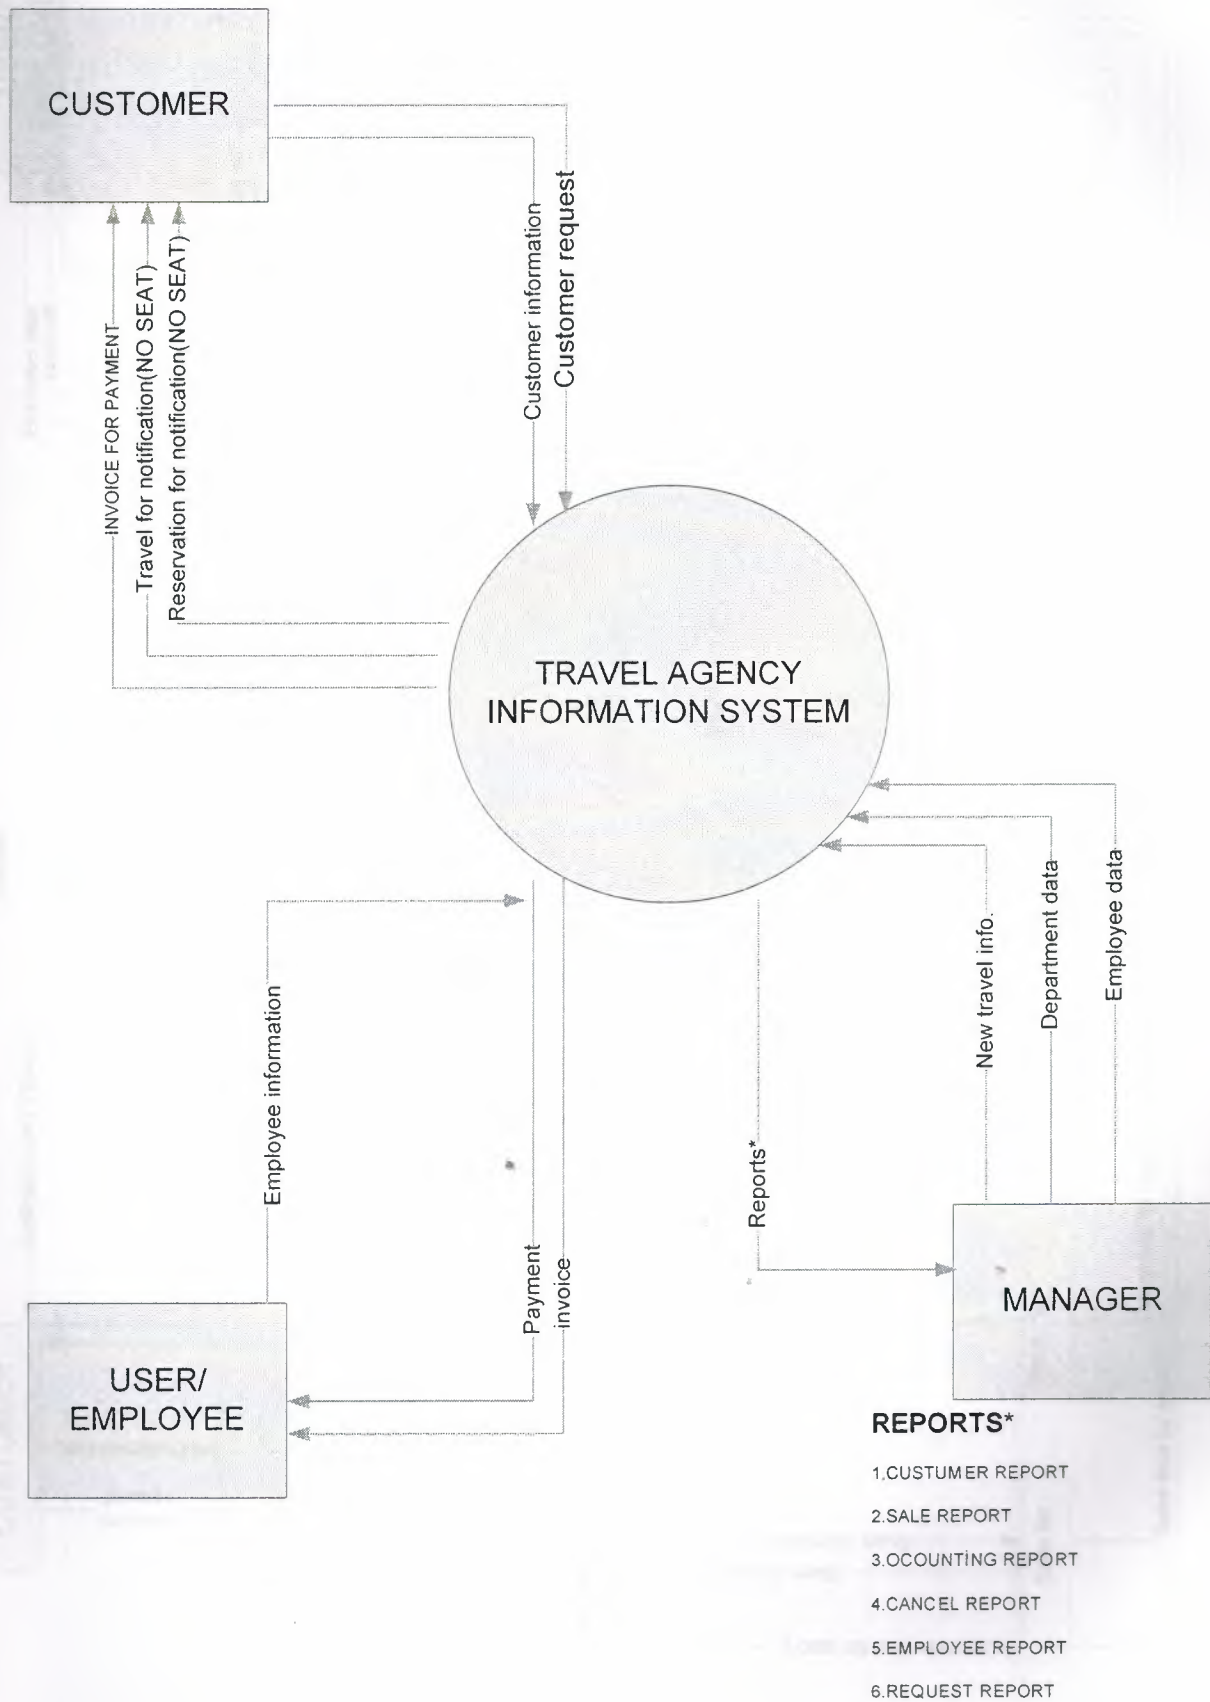 CUSTOMER
INVOICE FOR PAYMENT
Travel for notification(NO SEAT)
Reservation for notification(NO SEAT)
Customer information
Customer request
TRAVEL AGENCY
INFORMATION SYSTEM
Employee information
Payment
invoice
Reports*
New travel info.
Department data
Employee data
USER/
EMPLOYEE
MANAGER
REPORTS*
1.CUSTUMER REPORT
2.SALE REPORT
3.OCOUNTİNG REPORT
4.CANCEL REPORT
5.EMPLOYEE REPORT
6.REQUEST REPORT